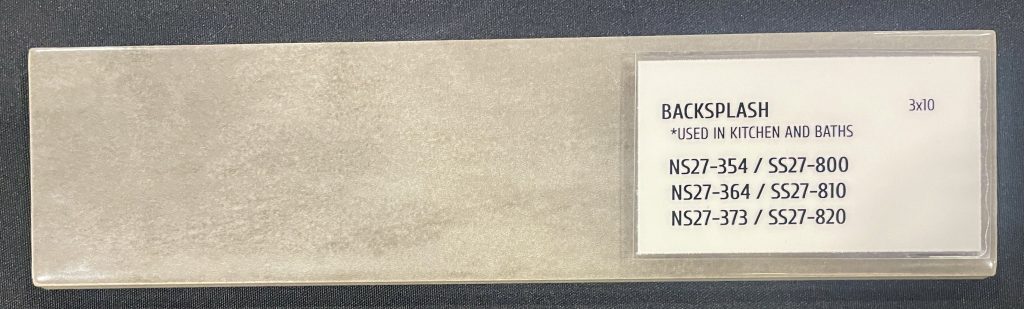 BACKSPLASH 3x10
*USED IN KITCHEN AND BATHS
NS27-354 / SS27-800
NS27-364 / SS27-810
NS27-373 / SS27-820